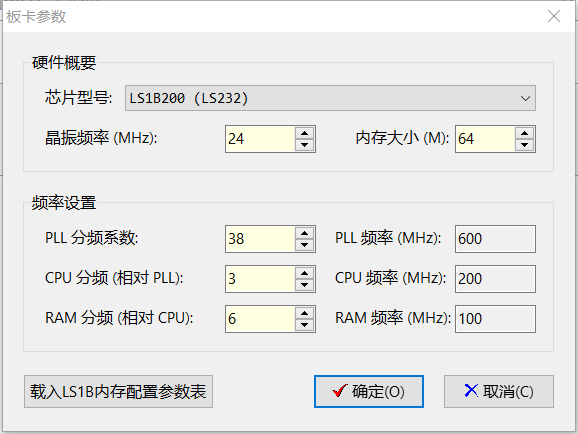 板卡参数
硬件概要
芯片型号: LS1B200 (LS232)
晶振频率 (MHz): 24 内存大小 (M): 64
频率设置
PLL 分频系数: 38 PLL 频率 (MHz): 600
CPU 分频 (相对 PLL): 3 CPU 频率 (MHz): 200
RAM 分频 (相对 CPU): 6 RAM 频率 (MHz): 100
载入LS1B内存配置参数表 确定(O) 取消(C)